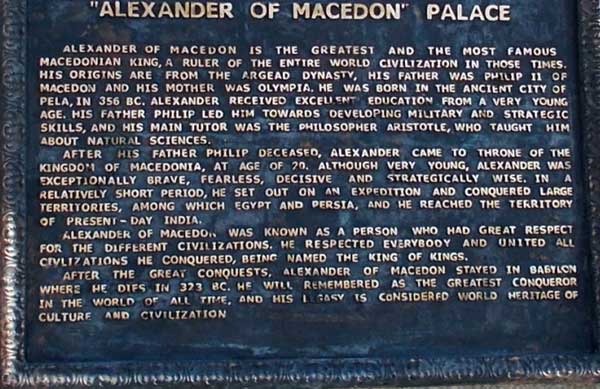 "ALEXANDER OF MACEDON" PALACE
ALEXANDER OF MACEDON IS THE GREATEST AND THE MOST FAMOUS
MACEDONIAN KING, A RULER OF THE ENTIRE WORLD CIVILIZATION IN THOSE TIMES.
HIS ORIGINS ARE FROM THE ARGEAD DYNASTY, HIS FATHER WAS PHILIP II OF
MACEDON AND HIS MOTHER WAS OLYMPIA. HE WAS BORN IN THE ANCIENT CITY OF
PELA, IN 356 BC. ALEXANDER RECEIVED EXCELLENT EDUCATION FROM A VERY YOUNG
AGE. HIS FATHER PHILIP LED HIM TOWARDS DEVELOPING MILITARY AND STRATEGIC
SKILLS, AND HIS MAIN TUTOR WAS THE PHILOSOPHER ARISTOTLE, WHO TAUGHT HIM
ABOUT NATURAL SCIENCES.
AFTER HIS FATHER PHILIP DECEASED, ALEXANDER CAME TO THRONE OF THE
KINGDOM OF MACEDONIA, AT AGE OF 20. ALTHOUGH VERY YOUNG, ALEXANDER WAS
EXCEPTIONALLY BRAVE, FEARLESS, DECISIVE AND STRATEGICALLY WISE. IN A
RELATIVELY SHORT PERIOD, HE SET OUT ON AN EXPEDITION AND CONQUERED LARGE
TERRITORIES, AMONG WHICH EGYPT AND PERSIA, AND HE REACHED THE TERRITORY
OF PRESENT-DAY INDIA.
ALEXANDER OF MACEDON WAS KNOWN AS A PERSON WHO HAD GREAT RESPECT
FOR THE DIFFERENT CIVILIZATIONS. HE RESPECTED EVERYBODY AND UNITED ALL
CIVILIZATIONS HE CONQUERED, BEING NAMED THE KING OF KINGS.
AFTER THE GREAT CONQUESTS, ALEXANDER OF MACEDON STAYED IN BABYLON
WHERE HE DIES IN 323 BC. HE WILL REMEMBERED AS THE GREATEST CONQUEROR
IN THE WORLD OF ALL TIME, AND HIS LEGASY IS CONSIDERED WORLD HERITAGE OF
CULTURE AND CIVILIZATION